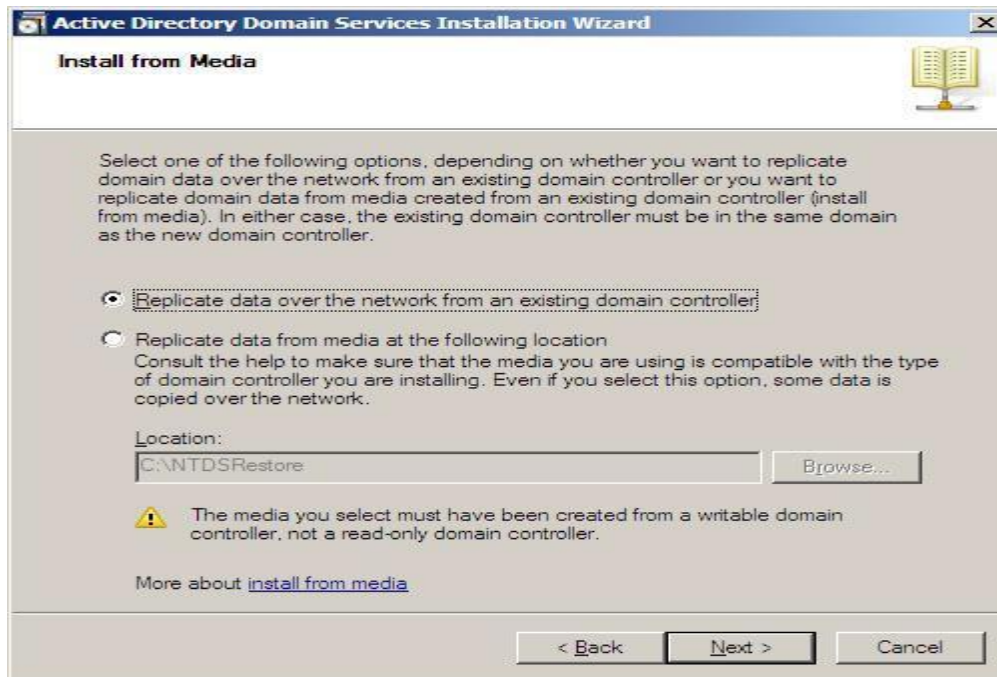 Active Directory Domain Services Installation Wizard
Install from Media
Select one of the following options, depending on whether you want to replicate
domain data over the network from an existing domain controller or you want to
replicate domain data from media created from an existing domain controller (install
from media). In either case, the existing domain controller must be in the same domain
as the new domain controller.
Replicate data over the network from an existing domain controller
Replicate data from media at the following location
Consult the help to make sure that the media you are using is compatible with the type
of domain controller you are installing. Even if you select this option, some data is
copied over the network.
Location:
C:\NTDSRestore
Browse...
The media you select must have been created from a writable domain
controller, not a read-only domain controller.
More about install from media
< Back
Next >
Cancel